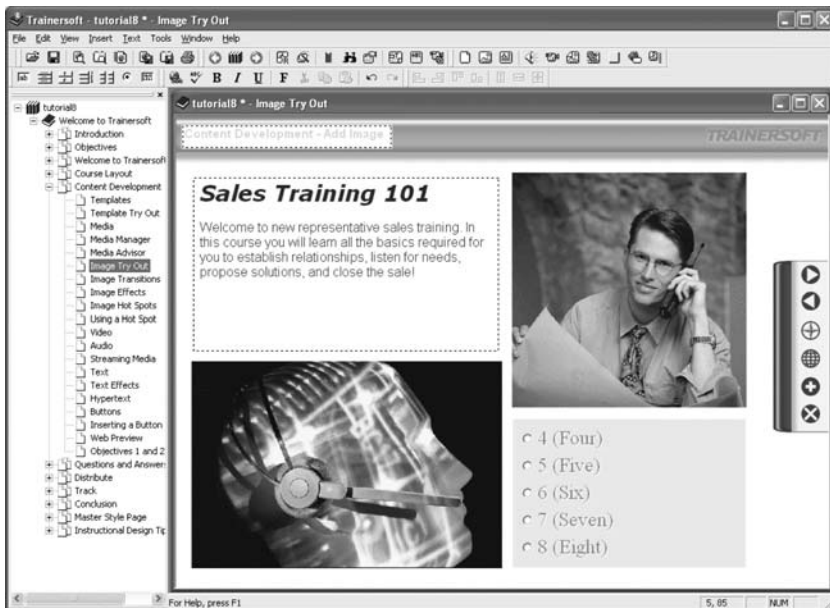 Trainersoft - tutorial8 * - Image Try Out
File Edit View Insert Text Tools Window Help
B I U F
tutorial8
Welcome to Trainersoft
Introduction
Objectives
Welcome to Trainersoft
Course Layout
Content Development
Templates
Template Try Out
Media
Media Manager
Media Advisor
Image Try Out
Image Transitions
Image Effects
Image Hot Spots
Using a Hot Spot
Video
Audio
Streaming Media
Text
Text Effects
Hypertext
Buttons
Inserting a Button
Web Preview
Objectives 1 and 2
Questions and Answers
Distribute
Track
Conclusion
Master Style Page
Instructional Design Tip
tutorial8 * - Image Try Out
Content Development - Add Image
TRAINERSOFT
Sales Training 101
Welcome to new representative sales training. In
this course you will learn all the basics required for
you to establish relationships, listen for needs,
propose solutions, and close the sale!
4 (Four)
5 (Five)
6 (Six)
7 (Seven)
8 (Eight)
For Help, press F1
5, 85
NUM